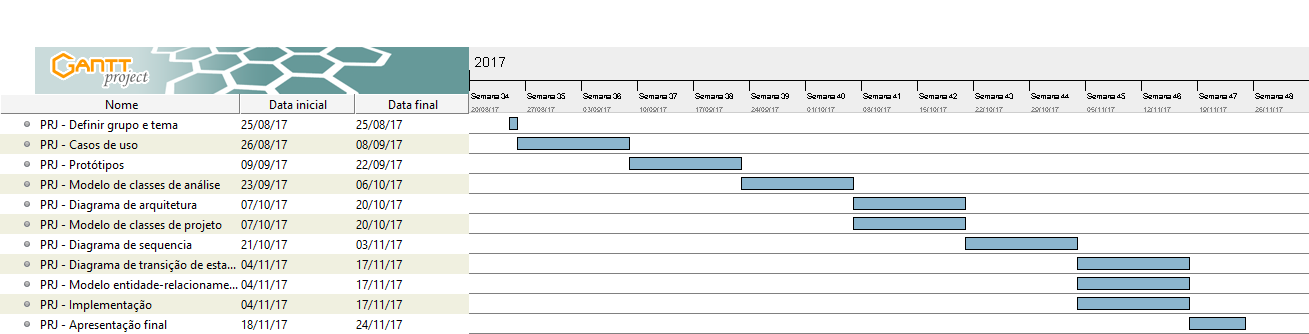 GANTT
project
2017
Semana 34 Semana 35 Semana 36 Semana 37 Semana 38 Semana 39 Semana 40 Semana 41 Semana 42 Semana 43 Semana 44 Semana 45 Semana 46 Semana 47 Semana 48
20/08/17 27/08/17 03/09/17 10/09/17 17/09/17 24/09/17 01/10/17 08/10/17 15/10/17 22/10/17 29/10/17 05/11/17 12/11/17 19/11/17 26/11/17
Nome Data inicial Data final
PRJ - Definir grupo e tema 25/08/17 25/08/17
PRJ - Casos de uso 26/08/17 08/09/17
PRJ - Protótipos 09/09/17 22/09/17
PRJ - Modelo de classes de análise 23/09/17 06/10/17
PRJ - Diagrama de arquitetura 07/10/17 20/10/17
PRJ - Modelo de classes de projeto 07/10/17 20/10/17
PRJ - Diagrama de sequencia 21/10/17 03/11/17
PRJ - Diagrama de transição de esta... 04/11/17 17/11/17
PRJ - Modelo entidade-relacioname... 04/11/17 17/11/17
PRJ - Implementação 04/11/17 17/11/17
PRJ - Apresentação final 18/11/17 24/11/17